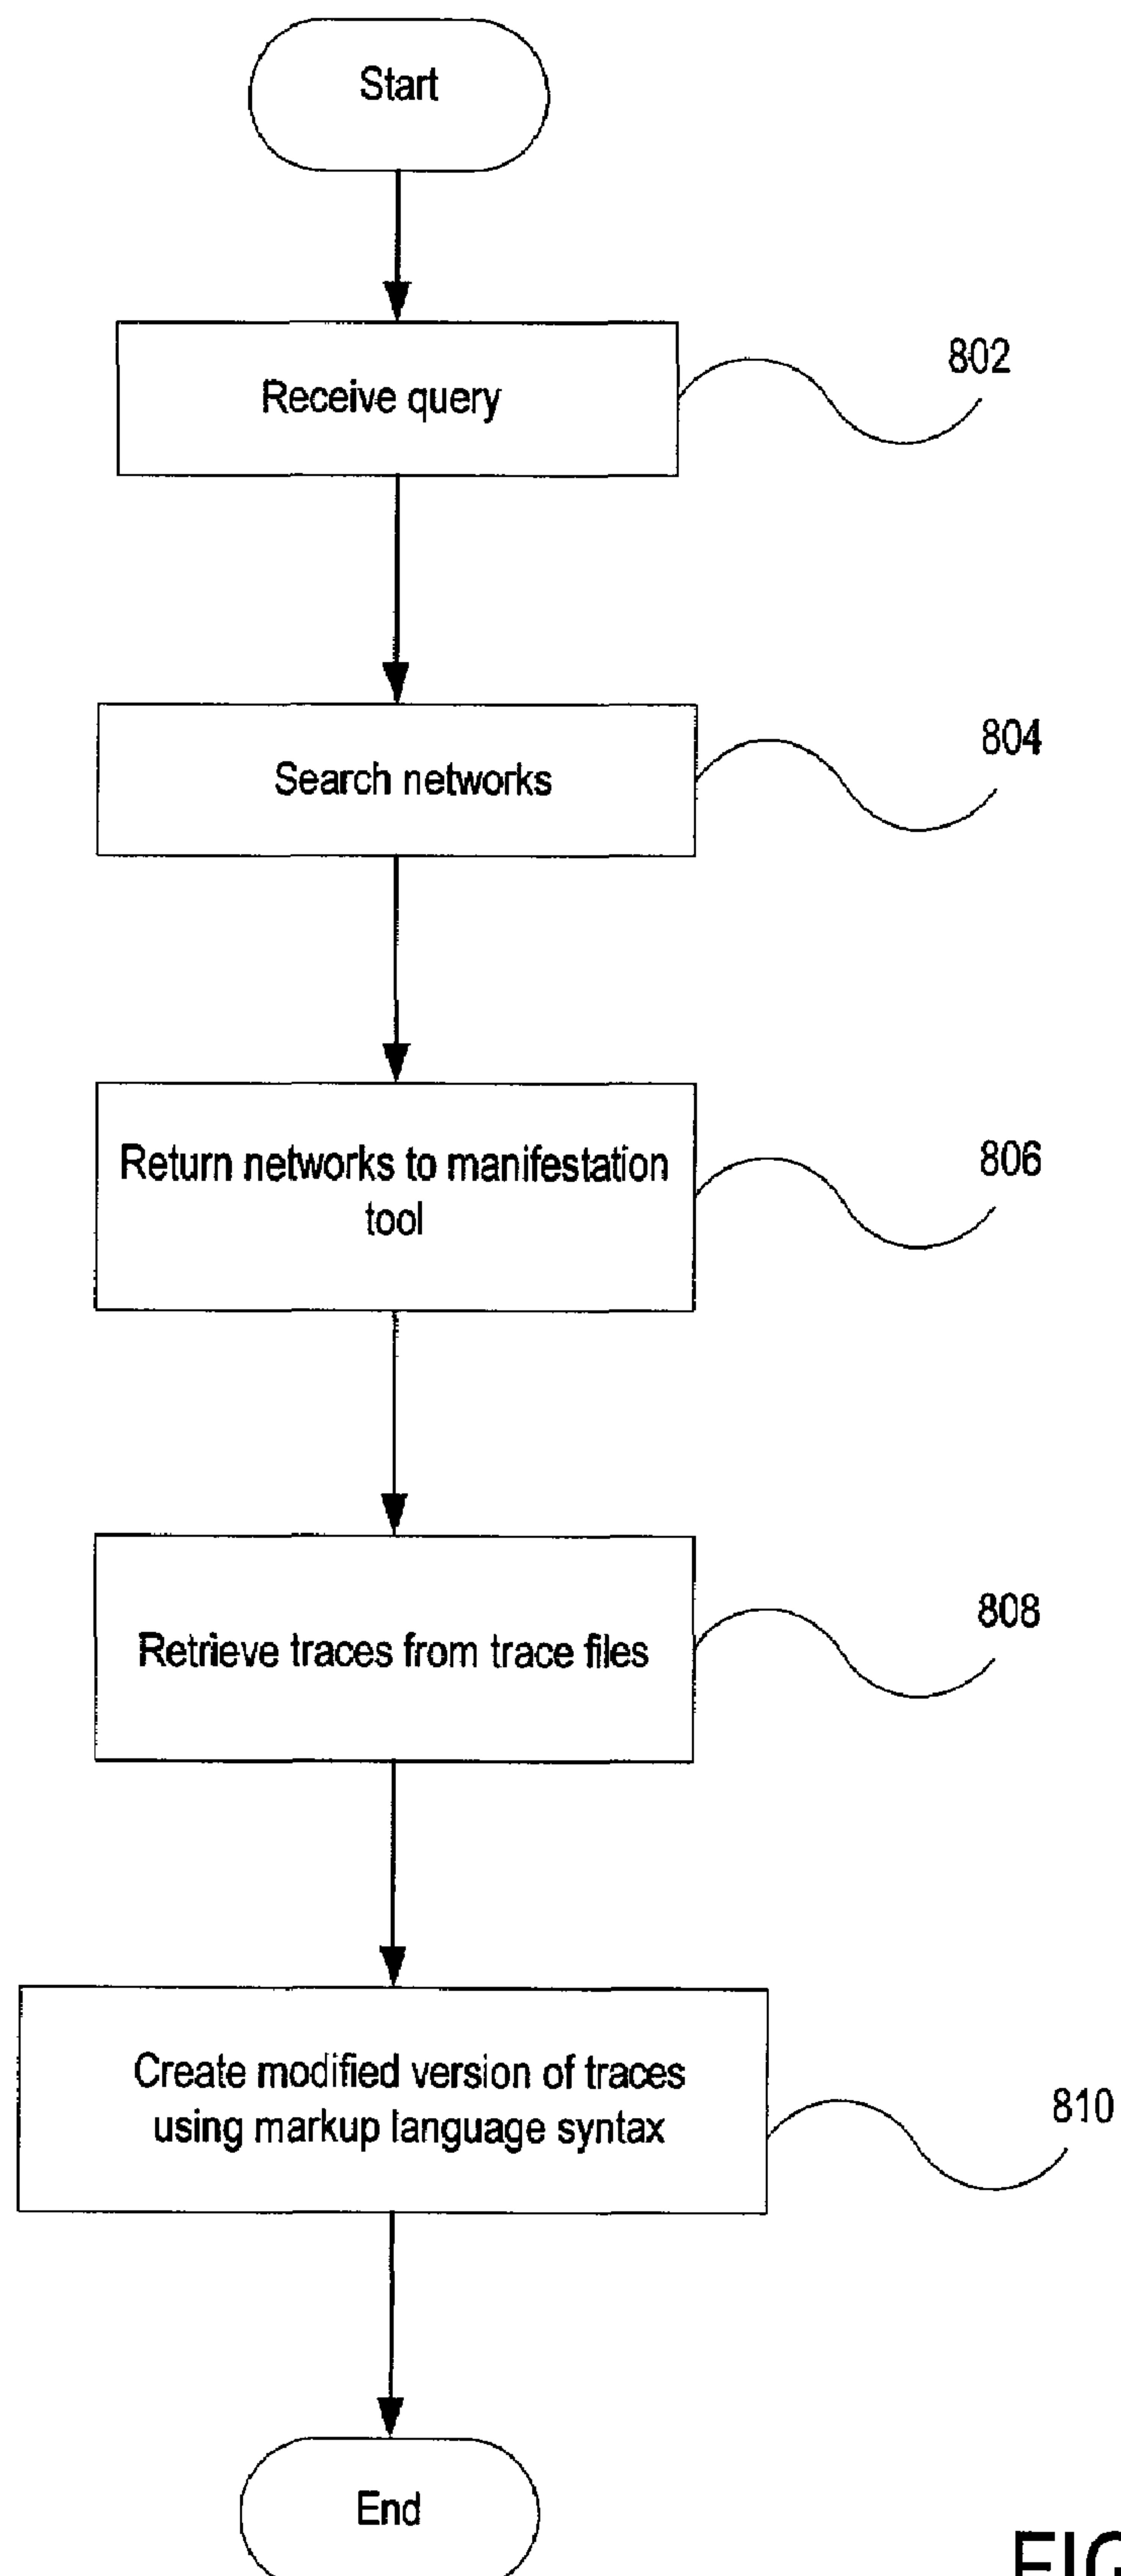 Start
Receive query
802
Search networks
804
Return networks to manifestation
tool
806
Retrieve traces from trace files
808
Create modified version of traces
using markup language syntax
810
End
FIG